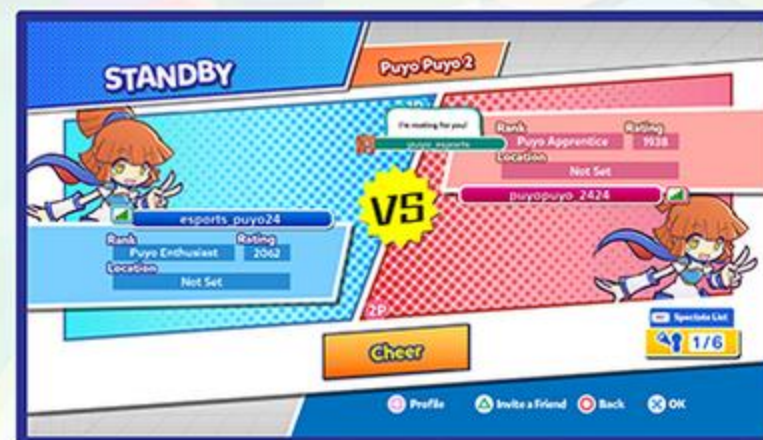 STANDBY
Puyo Puyo 2
I'm rooting for you!
puyo_esports
Rank
Rating
Puyo Apprentice
1938
Location
Not Set
puyopuyo_2424
VS
esports_puyo24
Rank
Rating
Puyo Enthusiast
2062
Location
Not Set
2P
Spectate List
1/6
Cheer
Profile
Invite a Friend
Back
OK